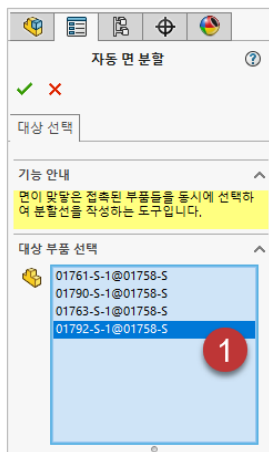 자동 면 분할
대상 선택
기능 안내
면이 맞닿은 접촉된 부품들을 동시에 선택하
여 분할선을 작성하는 도구입니다.
대상 부품 선택
01761-S-1@01758-S
01790-S-1@01758-S
01763-S-1@01758-S
01792-S-1@01758-S
1